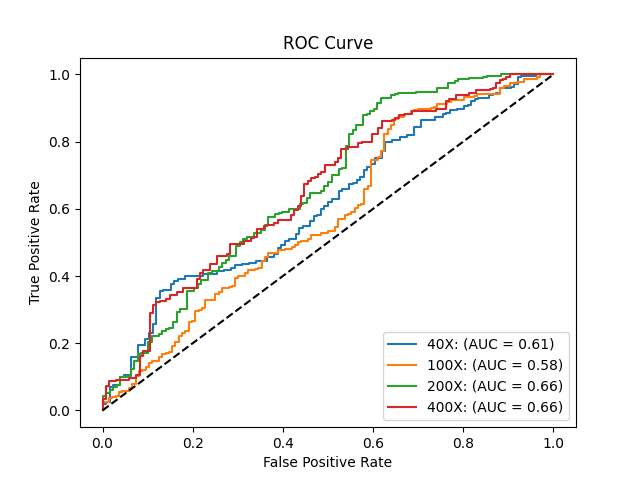 ROC Curve
True Positive Rate
1.0
0.8
0.6
0.4
0.2
0.0
40X: (AUC = 0.61)
100X: (AUC = 0.58)
200X: (AUC = 0.66)
400X: (AUC = 0.66)
0.0 0.2 0.4 0.6 0.8 1.0
False Positive Rate